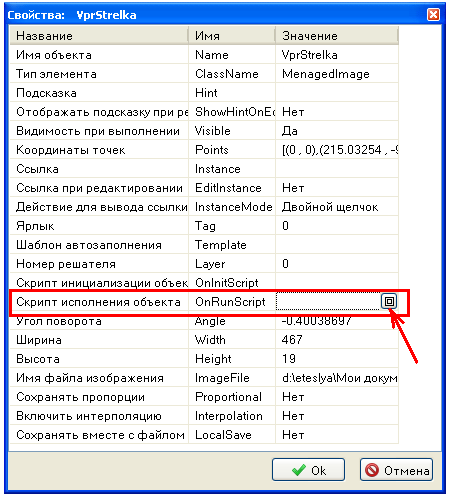 Свойства: VprStrelka
Название Имя Значение
Имя объекта Name VprStrelka
Тип элемента ClassName MenagedImage
Подсказка Hint
Отображать подсказку при ре ShowHintOnEc Нет
Видимость при выполнении Visible Да
Координаты точек Points [(0 , 0),(215.03254 , -9
Ссылка Instance
Ссылка при редактировании EditInstance Нет
Действие для вывода ссылки InstanceMode Двойной щелчок
Ярлык Tag 0
Шаблон автозаполнения Template
Номер решателя Layer 0
Скрипт инициализации объек OnInitScript
Скрипт исполнения объекта OnRunScript
Угол поворота Angle -0.40038697
Ширина Width 467
Высота Height 19
Имя файла изображения ImageFile d:\eteslya\Мои докум
Сохранять пропорции Proportional Нет
Включить интерполяцию Interpolation Нет
Сохранять вместе с файлом LocalSave Нет
Ok Отмена